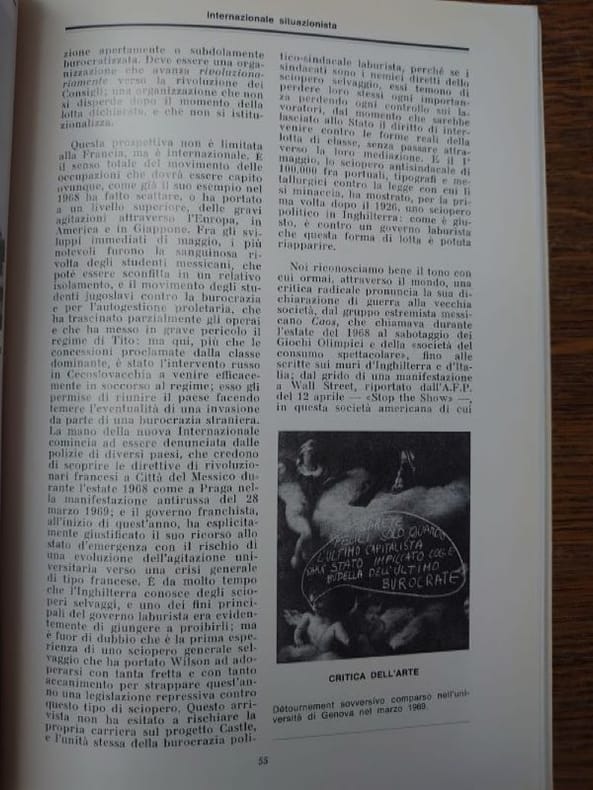 internazionale situazionista
zione apertamente o subdolamente
burocratizzata. Deve essere una orga-
nizzazione che avanza rivoluziona-
riamente verso la rivoluzione dei
Consigli; una organizzazione che non
si disperde dopo il momento della
lotta dichiarata, e che non si istitu-
zionalizza.
Questa prospettiva non è limitata
alla Francia, ma è internazionale. È
il senso totale del movimento delle
occupazioni che dovrà essere capito
ovunque, come già il suo esempio nel
1968 ha fatto scattare, o ha portato
a un livello superiore, delle gravi
agitazioni attraverso l'Europa, in
America e in Giappone. Fra gli svi-
luppi immediati di maggio, i più
notevoli furono la sanguinosa ri-
volta degli studenti messicani, che
poté essere sconfitta in un relativo
isolamento, e il movimento degli stu-
denti jugoslavi contro la burocrazia
e per l'autogestione proletaria, che
ha trascinato parzialmente gli operai
e che ha messo in grave pericolo il
regime di Tito: ma qui, più che le
concessioni proclamate dalla classe
dominante, è stato l'intervento russo
in Cecoslovacchia a venire efficace-
mente in soccorso al regime; esso gli
permise di riunire il paese facendo
temere l'eventualità di una invasione
da parte di una burocrazia straniera.
La mano della nuova Internazionale
comincia ad essere denunciata dalle
polizie di diversi paesi, che credono
di scoprire le direttive di rivoluzio-
nari francesi a Città del Messico du-
rante l'estate 1968 come a Praga nel-
la manifestazione antirussa del 28
marzo 1969; e il governo franchista,
all'inizio di quest'anno, ha esplicita-
mente giustificato il suo ricorso allo
stato d'emergenza con il rischio di
una evoluzione dell'agitazione uni-
versitaria verso una crisi generale
di tipo francese. È da molto tempo
che l'Inghilterra conosce degli scio-
peri selvaggi, e uno dei fini princi-
pali del governo laburista era eviden-
temente di giungere a proibirli; ma
è fuor di dubbio che è la prima espe-
rienza di uno sciopero generale sel-
vaggio che ha portato Wilson ad ado-
perarsi con tanta fretta e con tanto
accanimento per strappare quest'an-
no una legislazione repressiva contro
questo tipo di sciopero. Questo arri-
vista non ha esitato a rischiare la
propria carriera sul progetto Castle,
e l'unità stessa della burocrazia poli-
tico-sindacale laburista, perché se i
sindacati sono i nemici diretti dello
sciopero selvaggio, essi temono di
perdere loro stessi ogni importan-
za perdendo ogni controllo sui la-
voratori, dal momento che sarebbe
lasciato allo Stato il diritto di inter-
venire contro le forme reali della
lotta di classe, senza passare attra-
verso la loro mediazione. E il 1°
maggio, lo sciopero antisindacale di
100.000 fra portuali, tipografi e me-
tallurgici contro la legge con cui li
si minaccia, ha mostrato, per la pri-
ma volta dopo il 1926, uno sciopero
politico in Inghilterra: come è giu-
sto, è contro un governo laburista
che questa forma di lotta è potuta
riapparire.
Noi riconosciamo bene il tono con
cui ormai, attraverso il mondo, una
critica radicale pronuncia la sua di-
chiarazione di guerra alla vecchia
società, dal gruppo estremista messi-
cano Caos, che chiamava durante
l'estate del 1968 al sabotaggio dei
Giochi Olimpici e della «società del
consumo spettacolare», fino alle
scritte sui muri d'Inghilterra e d'Ita-
lia; dal grido di una manifestazione
a Wall Street, riportato dall'A.F.P.
del 12 aprile — «Stop the Show» —,
in questa società americana di cui
SOLO QUANDO
L'ULTIMO CAPITALISTA
SARÀ STATO IMPICCATO CON LE
BUDELLA DELL'ULTIMO
BUROCRATE
CRITICA DELL'ARTE
Détournement sovversivo comparso nell'uni-
versità di Genova nel marzo 1969.
55